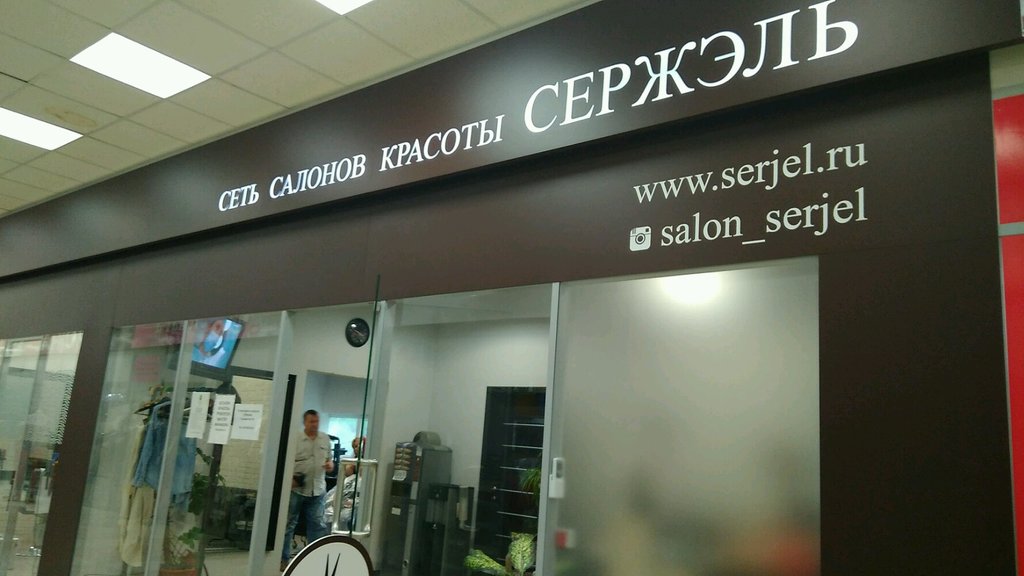 СЕТЬ САЛОНОВ КРАСОТЫ СЕРЖЭЛЬ
www.serjel.ru
salon_serjel